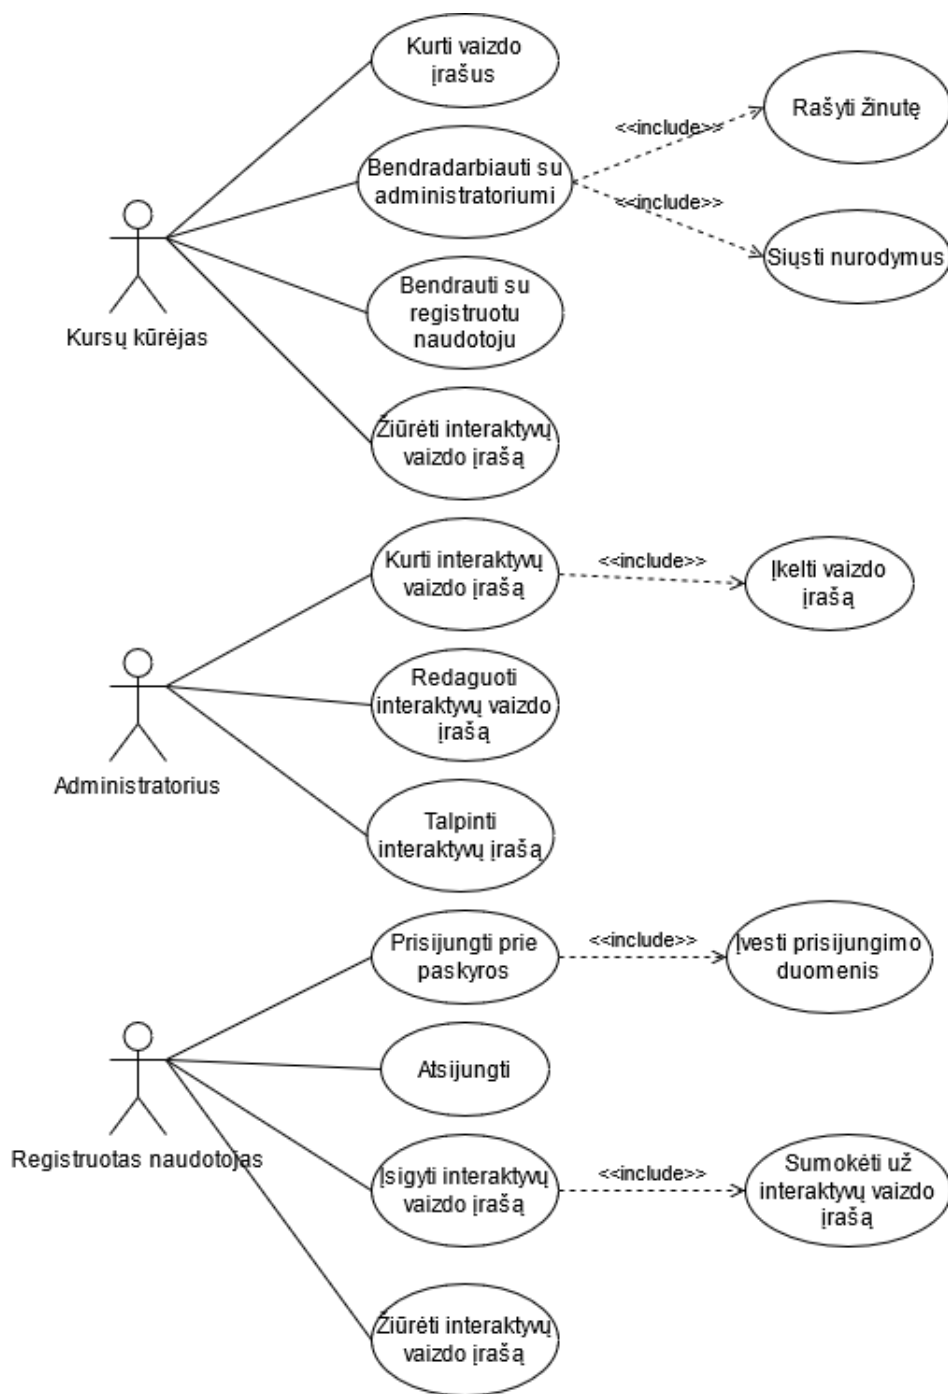 Kurti vaizdo
įrašus
Bendradarbiauti su
administratoriumi
<<include>>
Rašyti žinutę
<<include>>
Siųsti nurodymus
Bendrauti su
registruotu
naudotoju
Kursų kūrėjas
Žiūrėti interaktyvų
vaizdo įrašą
Kurti interaktyvų
vaizdo įrašą
<<include>>
Įkelti vaizdo
įrašą
Redaguoti
interaktyvų vaizdo
įrašą
Administratorius
Talpinti
interaktyvų įrašą
Prisijungti prie
paskyros
<<include>>
Įvesti prisijungimo
duomenis
Atsijungti
Registruotas naudotojas
Įsigyti interaktyvų
vaizdo įrašą
<<include>>
Sumokėti už
interaktyvų vaizdo
įrašą
Žiūrėti interaktyvų
vaizdo įrašą